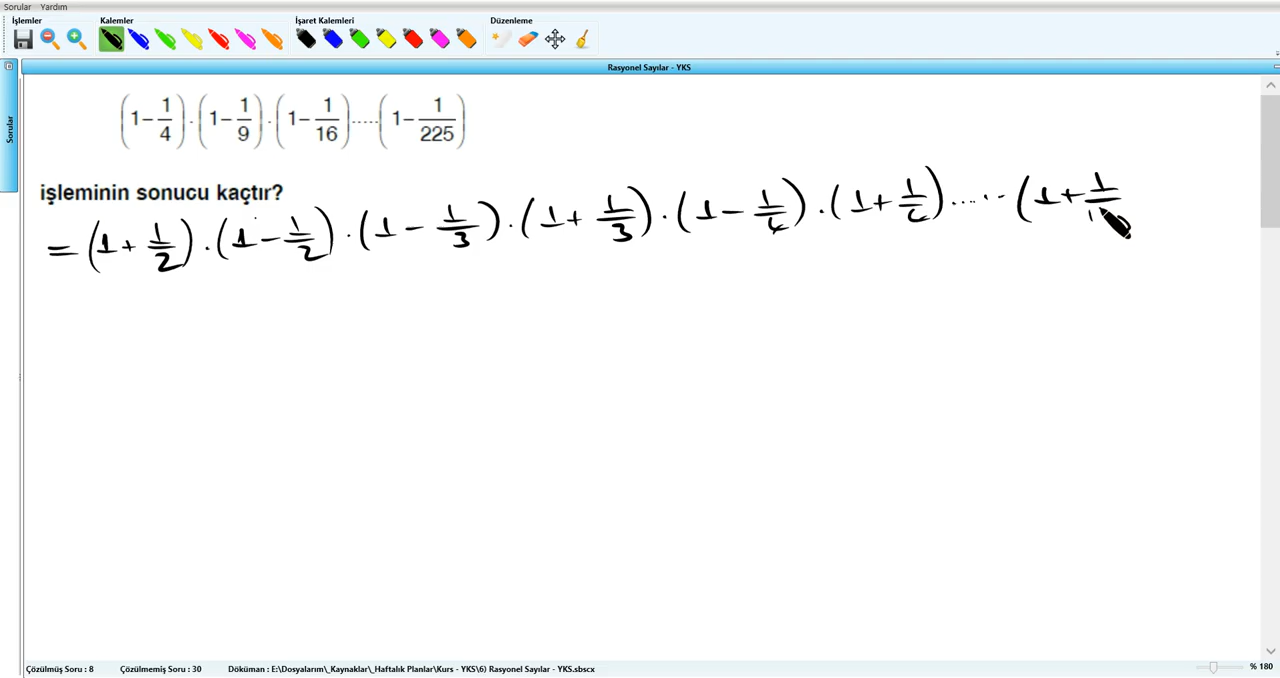 Sorular Yardım
İşlemler Kalemler İşaret Kalemleri Düzenleme
Rasyonel Sayılar - YKS
Sorular
(1-1/4).(1-1/9).(1-1/16).....(1-1/225)
işleminin sonucu kaçtır?
=(1+1/2).(1-1/2).(1-1/3).(1+1/3).(1-1/4).(1+1/4).....(1+1/
Çözülmüş Soru : 8 Çözülmemiş Soru : 30 Döküman : E:\Dosyalarım\_Kaynaklar\_Haftalık Planlar\Kurs - YKS\6) Rasyonel Sayılar - YKS.sbscx % 180